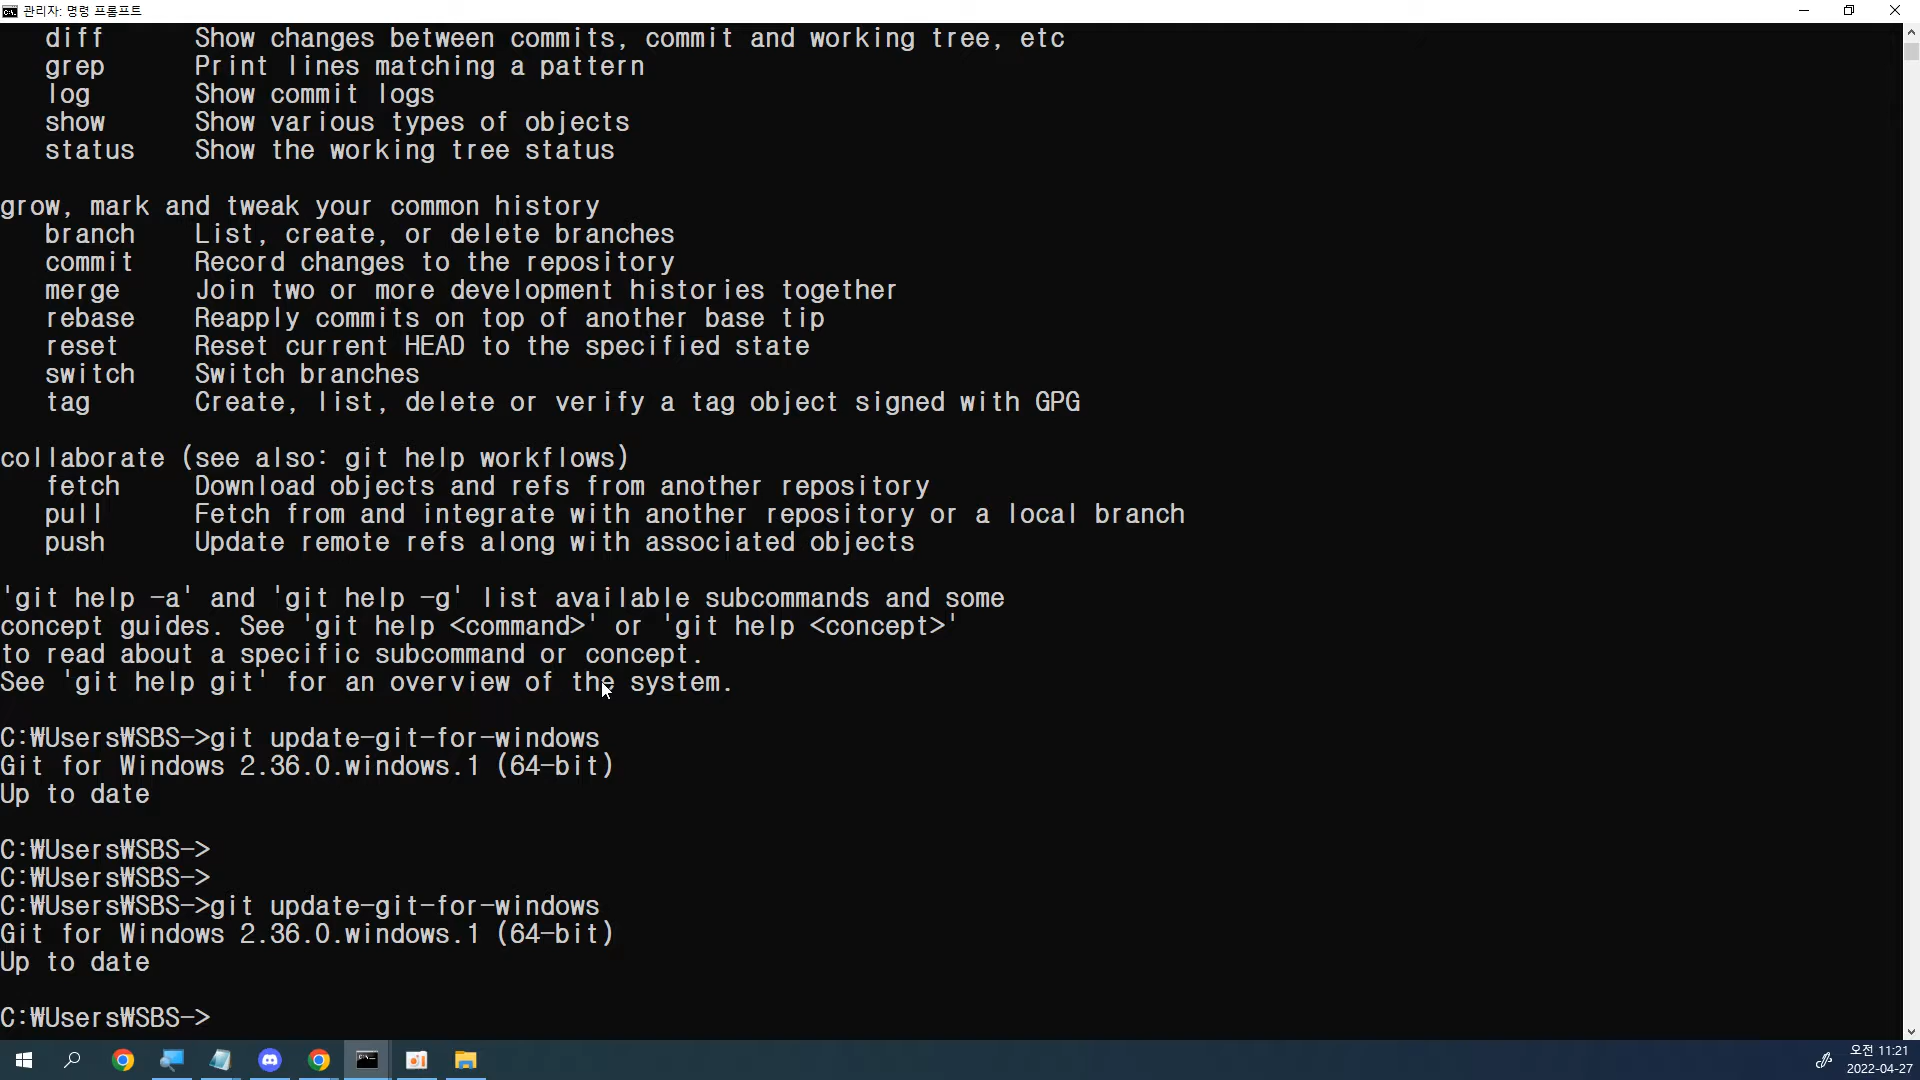 관리자: 명령 프롬프트
diff Show changes between commits, commit and working tree, etc
grep Print lines matching a pattern
log Show commit logs
show Show various types of objects
status Show the working tree status
grow, mark and tweak your common history
branch List, create, or delete branches
commit Record changes to the repository
merge Join two or more development histories together
rebase Reapply commits on top of another base tip
reset Reset current HEAD to the specified state
switch Switch branches
tag Create, list, delete or verify a tag object signed with GPG
collaborate (see also: git help workflows)
fetch Download objects and refs from another repository
pull Fetch from and integrate with another repository or a local branch
push Update remote refs along with associated objects
'git help -a' and 'git help -g' list available subcommands and some
concept guides. See 'git help <command>' or 'git help <concept>'
to read about a specific subcommand or concept.
See 'git help git' for an overview of the system.
C:₩Users₩SBS->git update-git-for-windows
Git for Windows 2.36.0.windows.1 (64-bit)
Up to date
C:₩Users₩SBS->
C:₩Users₩SBS->
C:₩Users₩SBS->git update-git-for-windows
Git for Windows 2.36.0.windows.1 (64-bit)
Up to date
C:₩Users₩SBS->
오전 11:21
2022-04-27